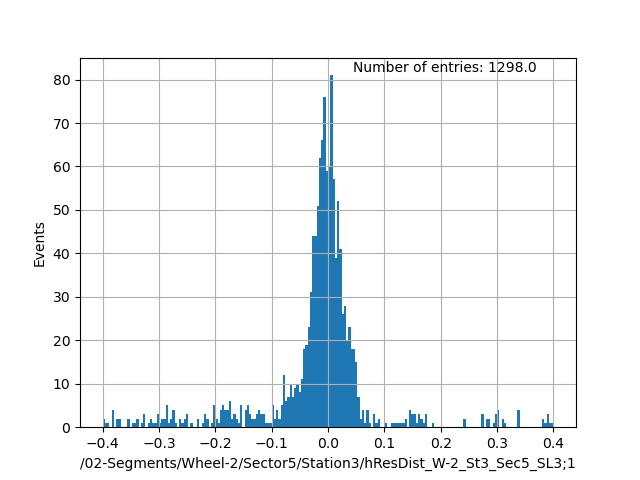 Number of entries: 1298.0
80
70
60
50
40
30
20
10
0
Events
−0.4 −0.3 −0.2 −0.1 0.0 0.1 0.2 0.3 0.4
/02-Segments/Wheel-2/Sector5/Station3/hResDist_W-2_St3_Sec5_SL3;1